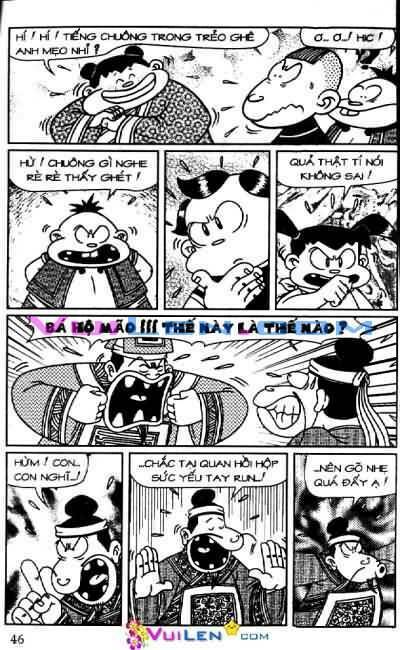 HÍ! HÍ! TIẾNG CHUÔNG TRONG TRẺO GHÊ
ANH MẸO NHỈ?
Ơ... Ơ..! HIC!
HỪ! CHUÔNG GÌ NGHE
RÈ RÈ THẤY GHÉT!
QUẢ THẬT TÍ NÓI
KHÔNG SAI!
BÁ HỘ MÃO!!! THẾ NÀY LÀ THẾ NÀO?
HỪM! CON...
CON NGHĨ...!
...CHẮC TẠI QUAN HỒI HỘP
SỨC YẾU TAY RUN...!
...NÊN GÕ NHẸ
QUÁ ĐẤY Ạ!
46
VUILEN.COM